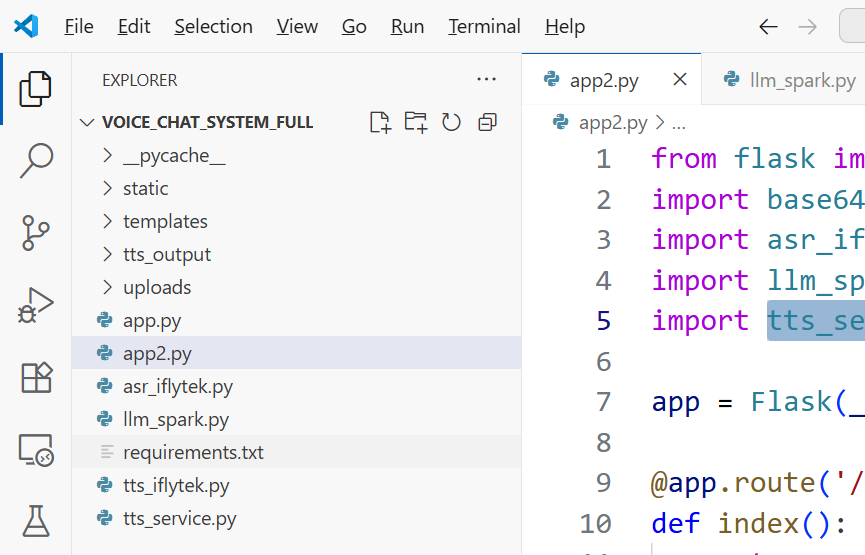 File Edit Selection View Go Run Terminal Help
EXPLORER
VOICE_CHAT_SYSTEM_FULL
__pycache__
static
templates
tts_output
uploads
app.py
app2.py
asr_iflytek.py
llm_spark.py
requirements.txt
tts_iflytek.py
tts_service.py
app2.py llm_spark.py
app2.py > ...
1 from flask im
2 import base64
3 import asr_if
4 import llm_sp
5 import tts_se
6
7 app = Flask(_
8
9 @app.route('/
10 def index():